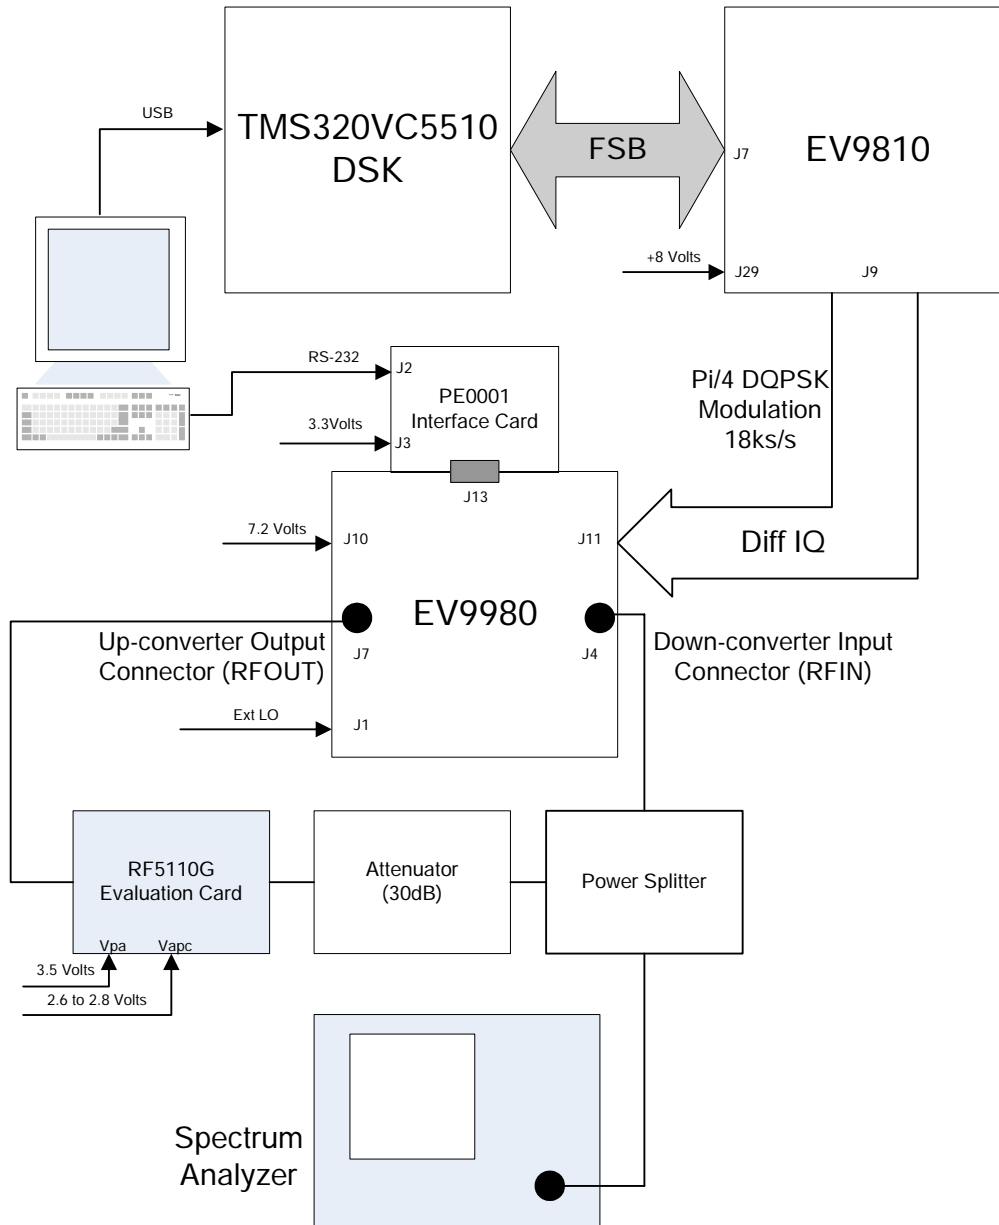 USB
TMS320VC5510
DSK
FSB
J7
EV9810
+8 Volts
J29
J9
RS-232
J2
PE0001
Interface Card
3.3Volts
J3
J13
Pi/4 DQPSK
Modulation
18ks/s
7.2 Volts
J10
J11
Diff IQ
EV9980
Up-converter Output
Connector (RFOUT)
J7
J4
Down-converter Input
Connector (RFIN)
Ext LO
J1
RF5110G
Evaluation Card
Vpa
Vapc
Attenuator
(30dB)
Power Splitter
3.5 Volts
2.6 to 2.8 Volts
Spectrum
Analyzer